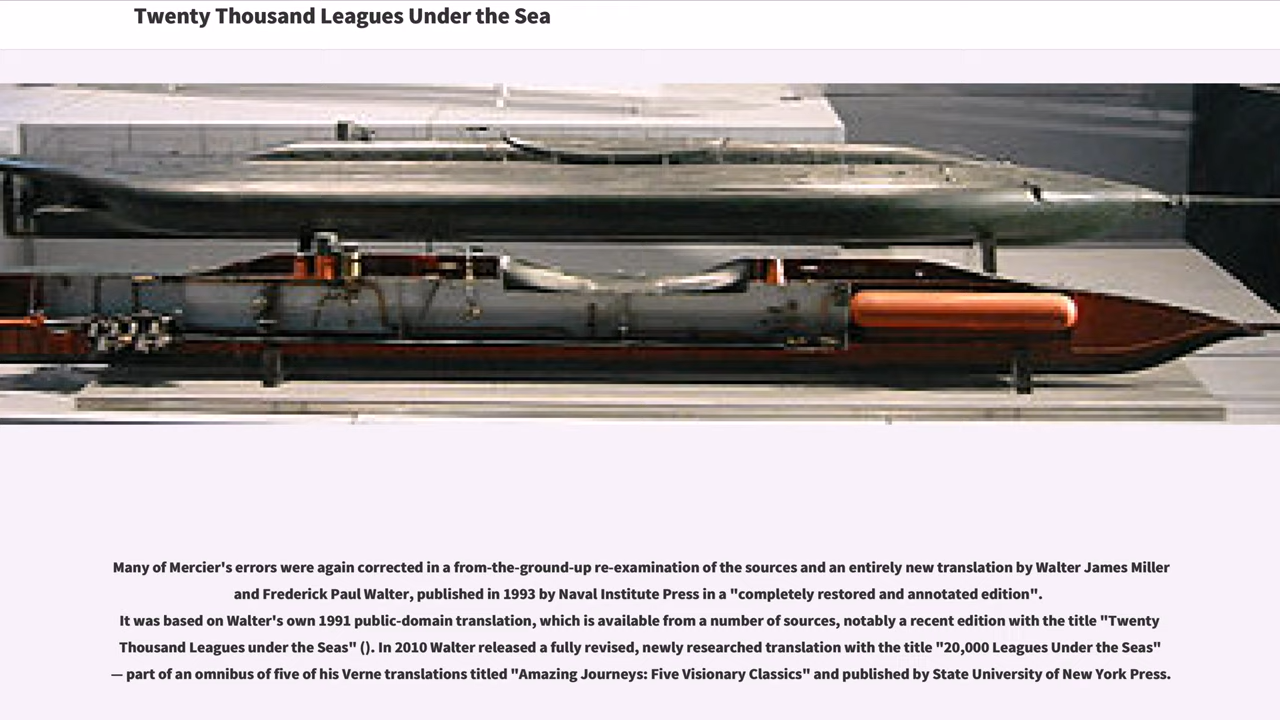 Twenty Thousand Leagues Under the Sea
Many of Mercier's errors were again corrected in a from-the-ground-up re-examination of the sources and an entirely new translation by Walter James Miller
and Frederick Paul Walter, published in 1993 by Naval Institute Press in a "completely restored and annotated edition".
It was based on Walter's own 1991 public-domain translation, which is available from a number of sources, notably a recent edition with the title "Twenty
Thousand Leagues under the Seas" (). In 2010 Walter released a fully revised, newly researched translation with the title "20,000 Leagues Under the Seas"
— part of an omnibus of five of his Verne translations titled "Amazing Journeys: Five Visionary Classics" and published by State University of New York Press.